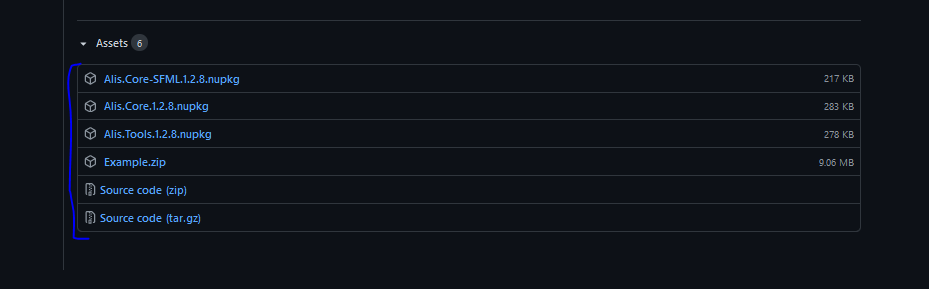 Assets 6
Alis.Core-SFML.1.2.8.nupkg 217 KB
Alis.Core.1.2.8.nupkg 283 KB
Alis.Tools.1.2.8.nupkg 278 KB
Example.zip 9.06 MB
Source code (zip)
Source code (tar.gz)